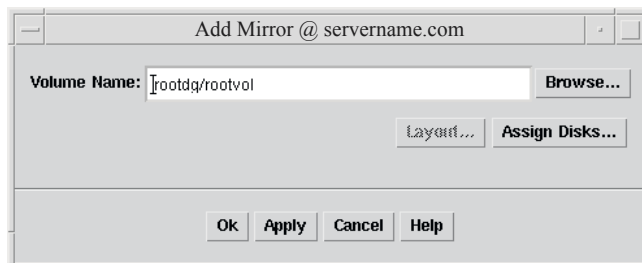 Add Mirror @ servername.com
Volume Name: rootdg/rootvol Browse...
Layout... Assign Disks...
Ok Apply Cancel Help